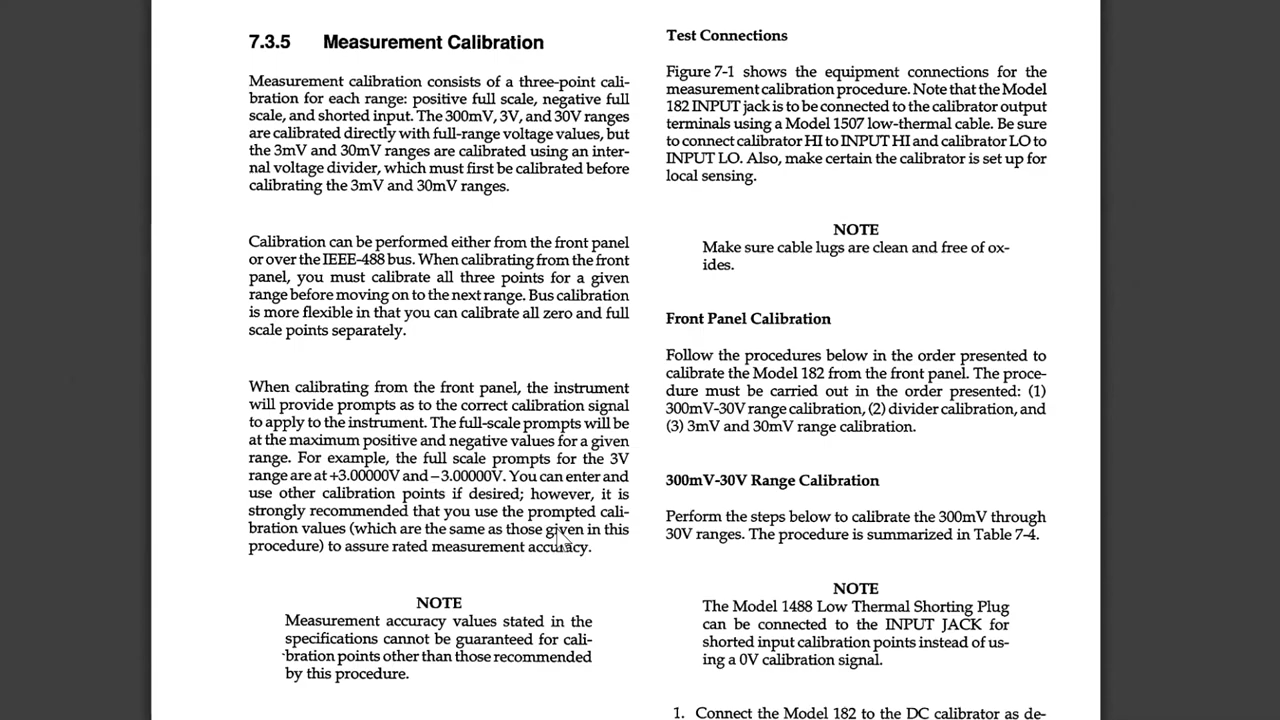 7.3.5 Measurement Calibration
Measurement calibration consists of a three-point cali-
bration for each range: positive full scale, negative full
scale, and shorted input. The 300mV, 3V, and 30V ranges
are calibrated directly with full-range voltage values, but
the 3mV and 30mV ranges are calibrated using an inter-
nal voltage divider, which must first be calibrated before
calibrating the 3mV and 30mV ranges.
Calibration can be performed either from the front panel
or over the IEEE-488 bus. When calibrating from the front
panel, you must calibrate all three points for a given
range before moving on to the next range. Bus calibration
is more flexible in that you can calibrate all zero and full
scale points separately.
When calibrating from the front panel, the instrument
will provide prompts as to the correct calibration signal
to apply to the instrument. The full-scale prompts will be
at the maximum positive and negative values for a given
range. For example, the full scale prompts for the 3V
range are at +3.00000V and –3.00000V. You can enter and
use other calibration points if desired; however, it is
strongly recommended that you use the prompted cali-
bration values (which are the same as those given in this
procedure) to assure rated measurement accuracy.
NOTE
Measurement accuracy values stated in the
specifications cannot be guaranteed for cali-
bration points other than those recommended
by this procedure.
Test Connections
Figure 7-1 shows the equipment connections for the
measurement calibration procedure. Note that the Model
182 INPUT jack is to be connected to the calibrator output
terminals using a Model 1507 low-thermal cable. Be sure
to connect calibrator HI to INPUT HI and calibrator LO to
INPUT LO. Also, make certain the calibrator is set up for
local sensing.
NOTE
Make sure cable lugs are clean and free of ox-
ides.
Front Panel Calibration
Follow the procedures below in the order presented to
calibrate the Model 182 from the front panel. The proce-
dure must be carried out in the order presented: (1)
300mV-30V range calibration, (2) divider calibration, and
(3) 3mV and 30mV range calibration.
300mV-30V Range Calibration
Perform the steps below to calibrate the 300mV through
30V ranges. The procedure is summarized in Table 7-4.
NOTE
The Model 1488 Low Thermal Shorting Plug
can be connected to the INPUT JACK for
shorted input calibration points instead of us-
ing a 0V calibration signal.
1. Connect the Model 182 to the DC calibrator as de-